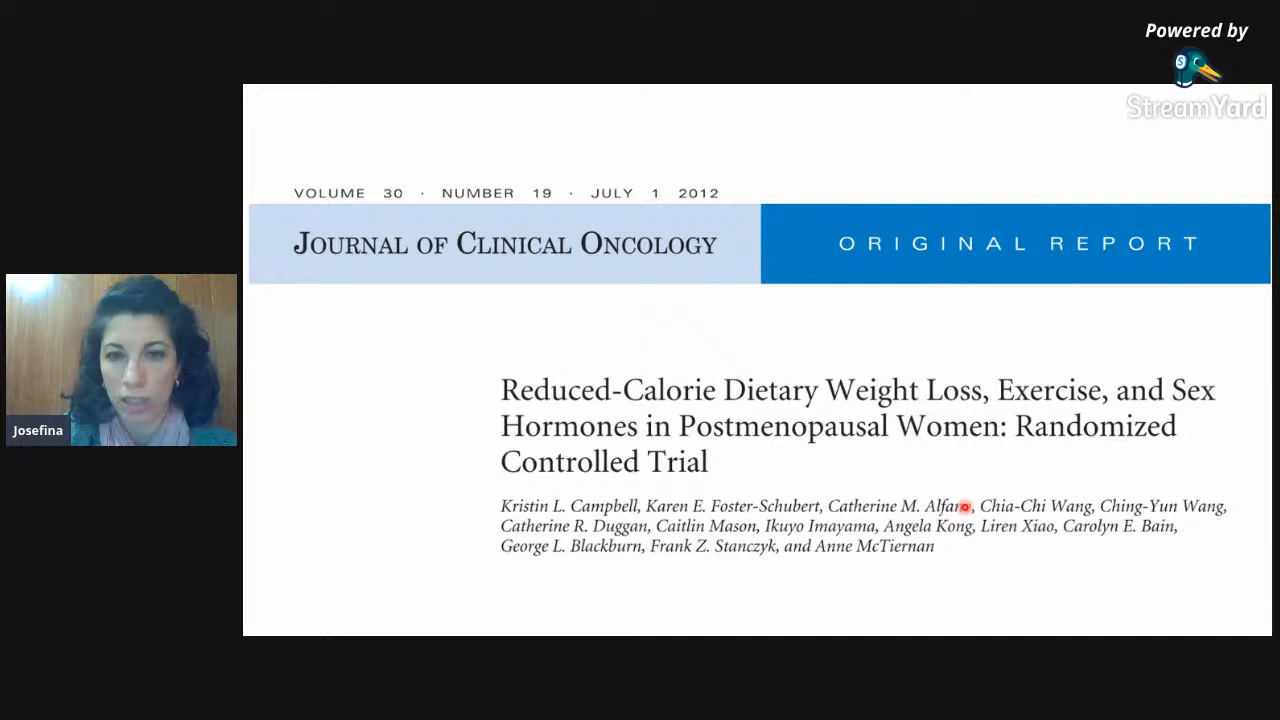 Powered by
StreamYard
VOLUME 30 · NUMBER 19 · JULY 1 2012
JOURNAL OF CLINICAL ONCOLOGY
ORIGINAL REPORT
Reduced-Calorie Dietary Weight Loss, Exercise, and Sex
Hormones in Postmenopausal Women: Randomized
Controlled Trial
Kristin L. Campbell, Karen E. Foster-Schubert, Catherine M. Alfano, Chia-Chi Wang, Ching-Yun Wang,
Catherine R. Duggan, Caitlin Mason, Ikuyo Imayama, Angela Kong, Liren Xiao, Carolyn E. Bain,
George L. Blackburn, Frank Z. Stanczyk, and Anne McTiernan
Josefina